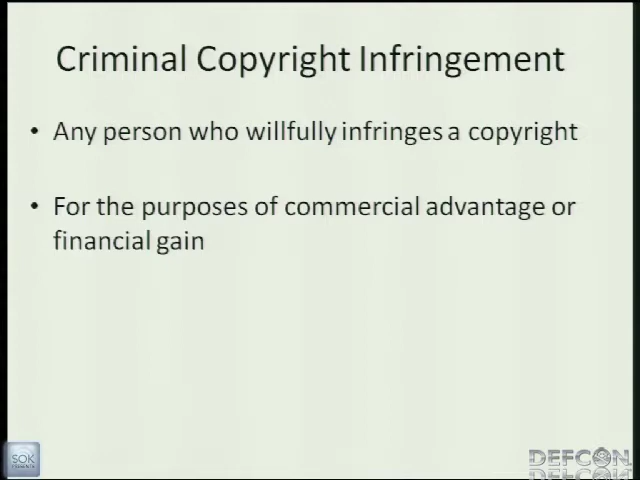 Criminal Copyright Infringement
• Any person who willfully infringes a copyright
• For the purposes of commercial advantage or
financial gain
SOK
DEFCON